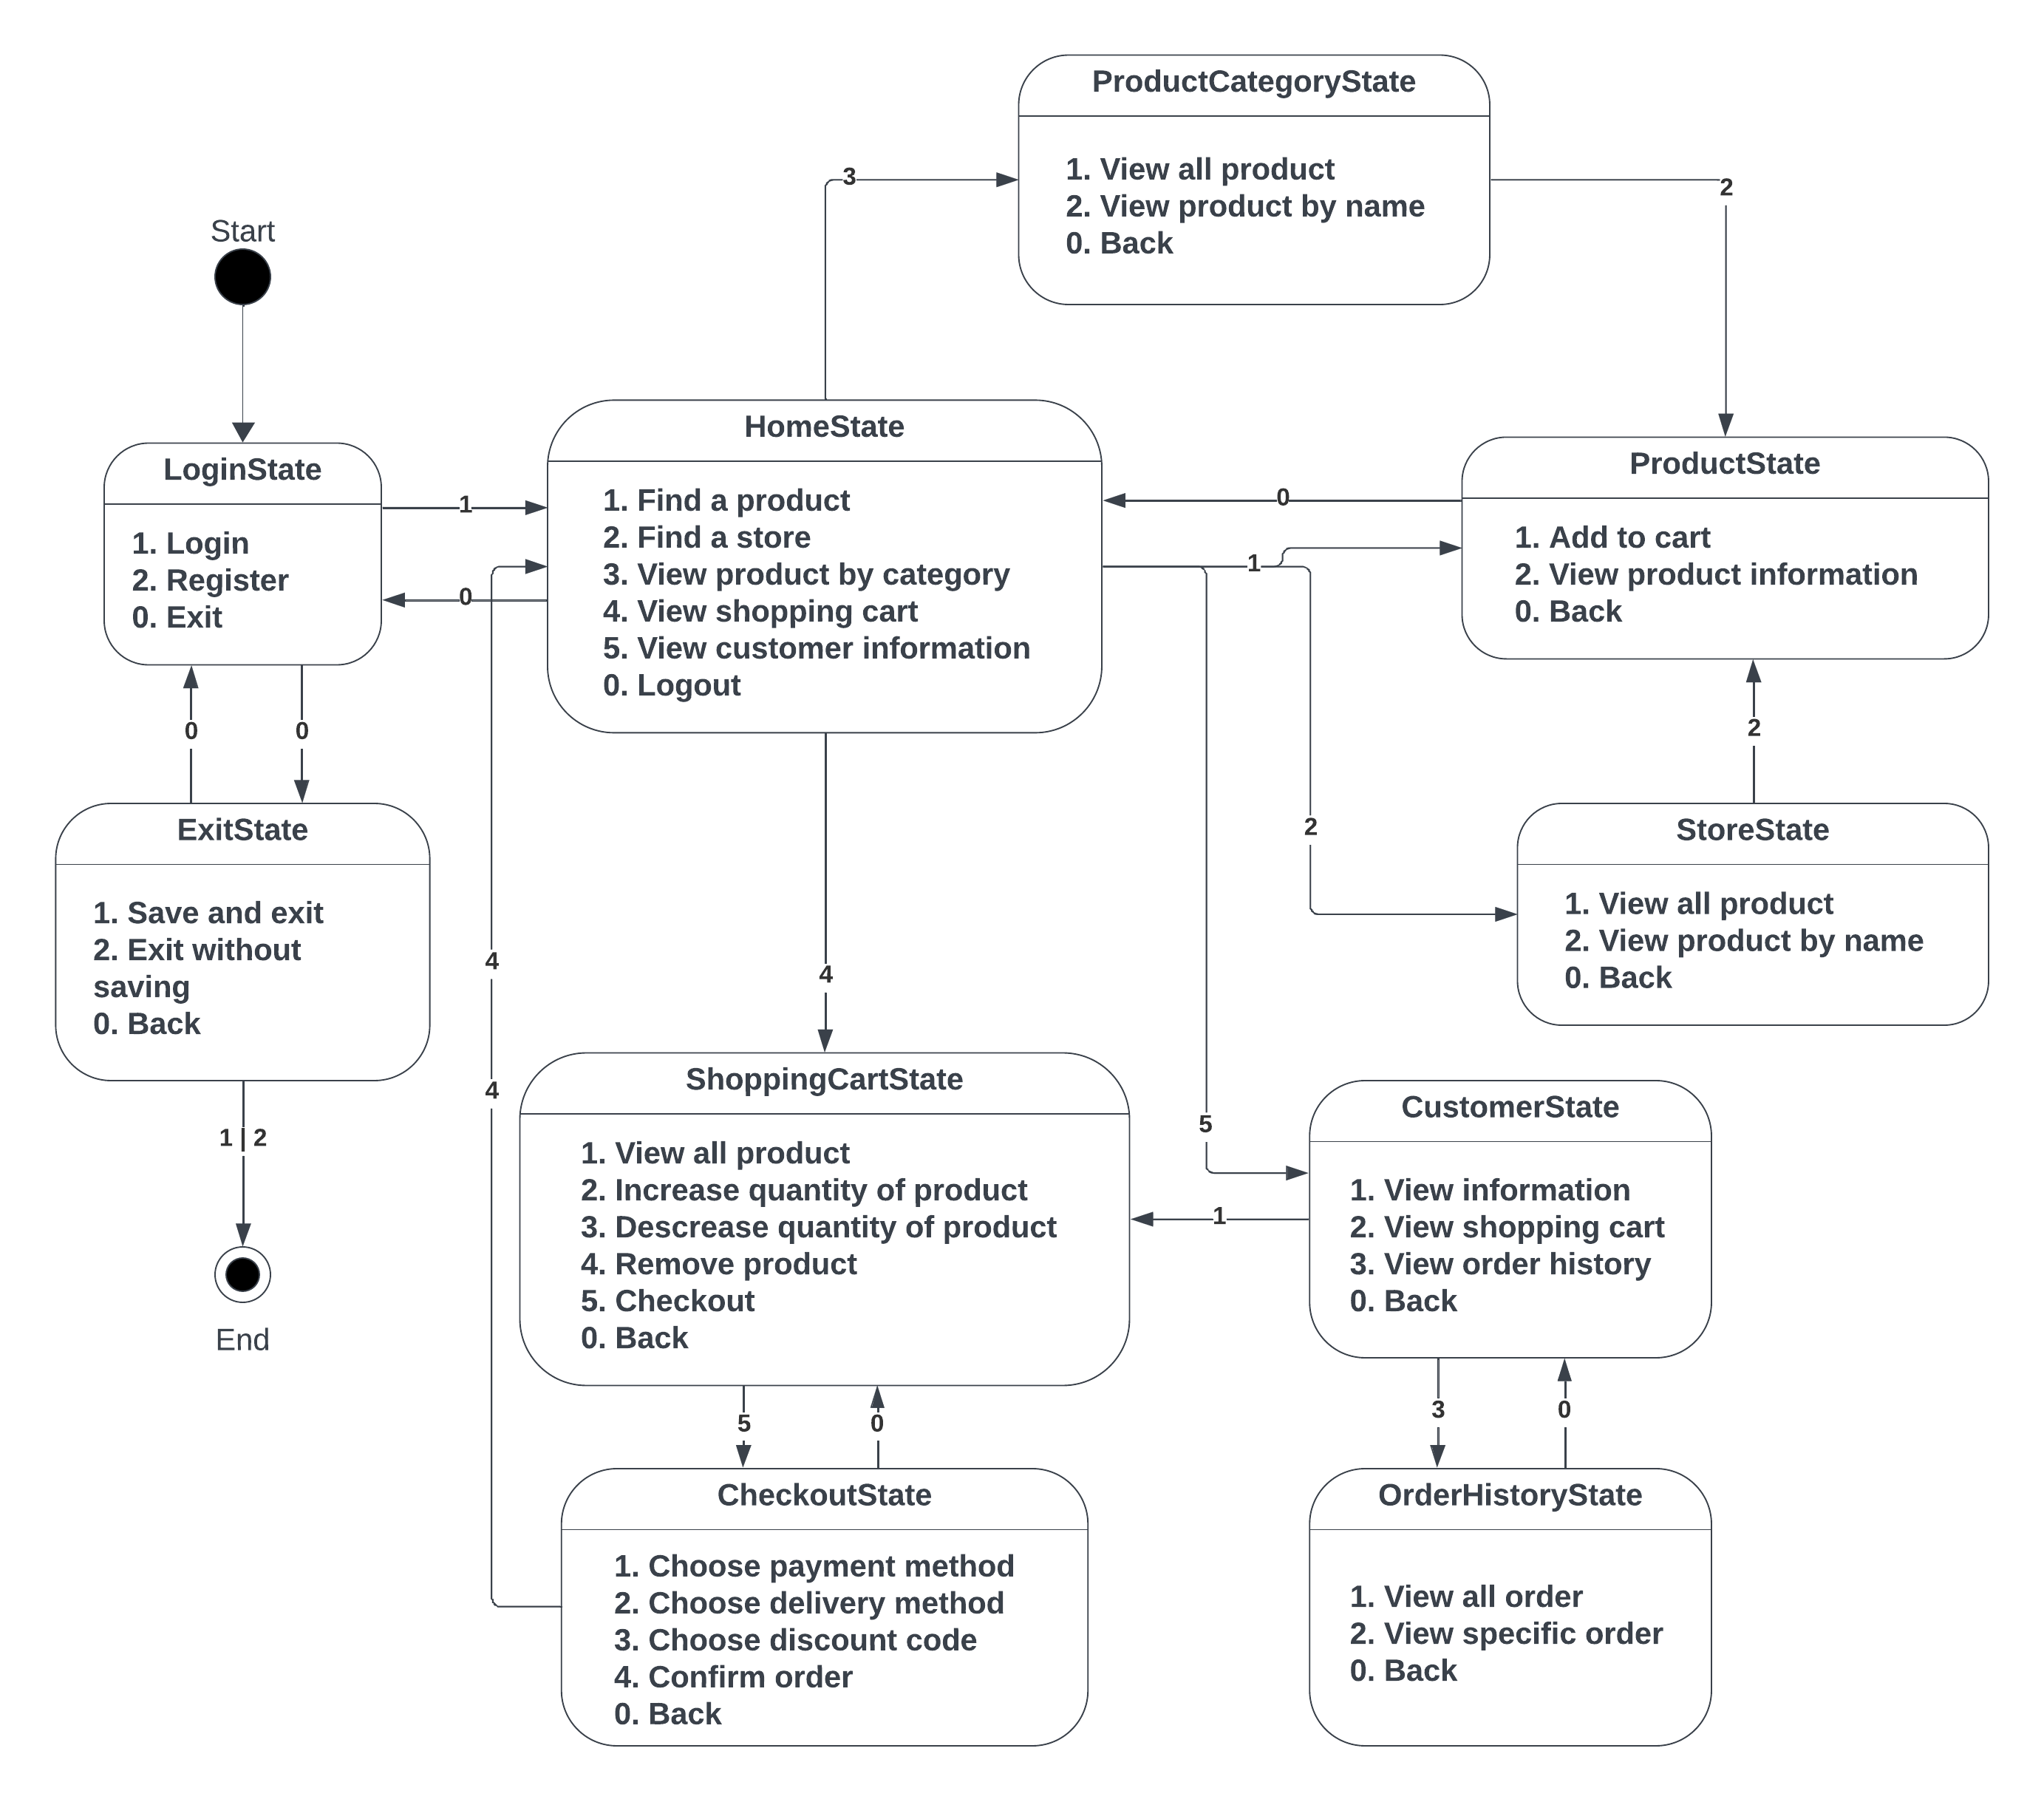 ProductCategoryState
1. View all product
2. View product by name
0. Back
3
2
Start
HomeState
1. Find a product
2. Find a store
3. View product by category
4. View shopping cart
5. View customer information
0. Logout
LoginState
1. Login
2. Register
0. Exit
1
0
ProductState
1. Add to cart
2. View product information
0. Back
0
1
0
0
2
2
ExitState
1. Save and exit
2. Exit without
saving
0. Back
StoreState
1. View all product
2. View product by name
0. Back
4
4
4
5
1 | 2
End
ShoppingCartState
1. View all product
2. Increase quantity of product
3. Descrease quantity of product
4. Remove product
5. Checkout
0. Back
1
CustomerState
1. View information
2. View shopping cart
3. View order history
0. Back
5
0
3
0
CheckoutState
1. Choose payment method
2. Choose delivery method
3. Choose discount code
4. Confirm order
0. Back
OrderHistoryState
1. View all order
2. View specific order
0. Back